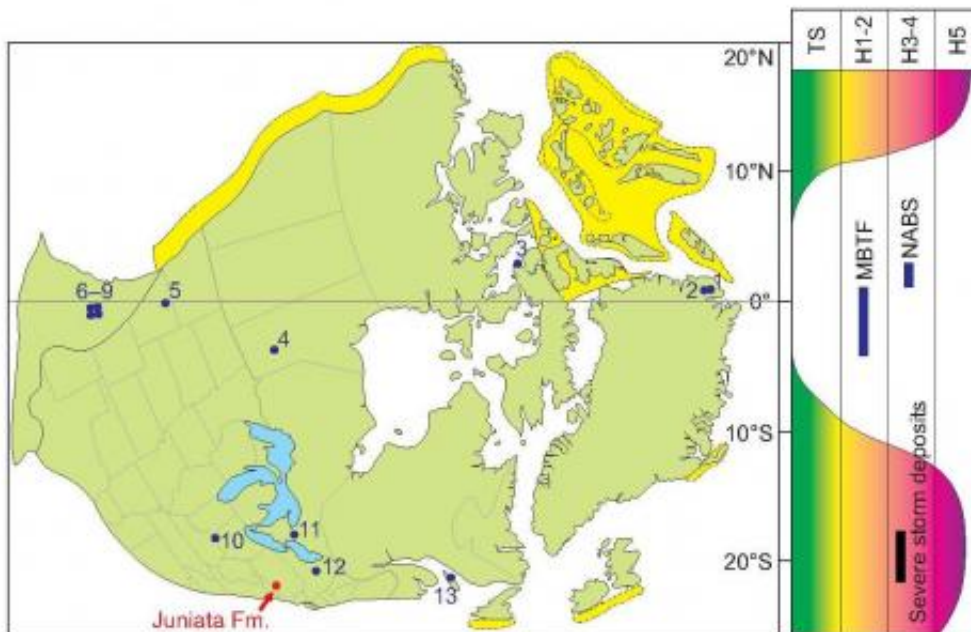 TS
H1-2
H3-4
H5
20°N
10°N
0°
10°S
20°S
1
2
3
4
5
6–9
10
11
12
13
Juniata Fm.
MBTF
NABS
Severe storm deposits